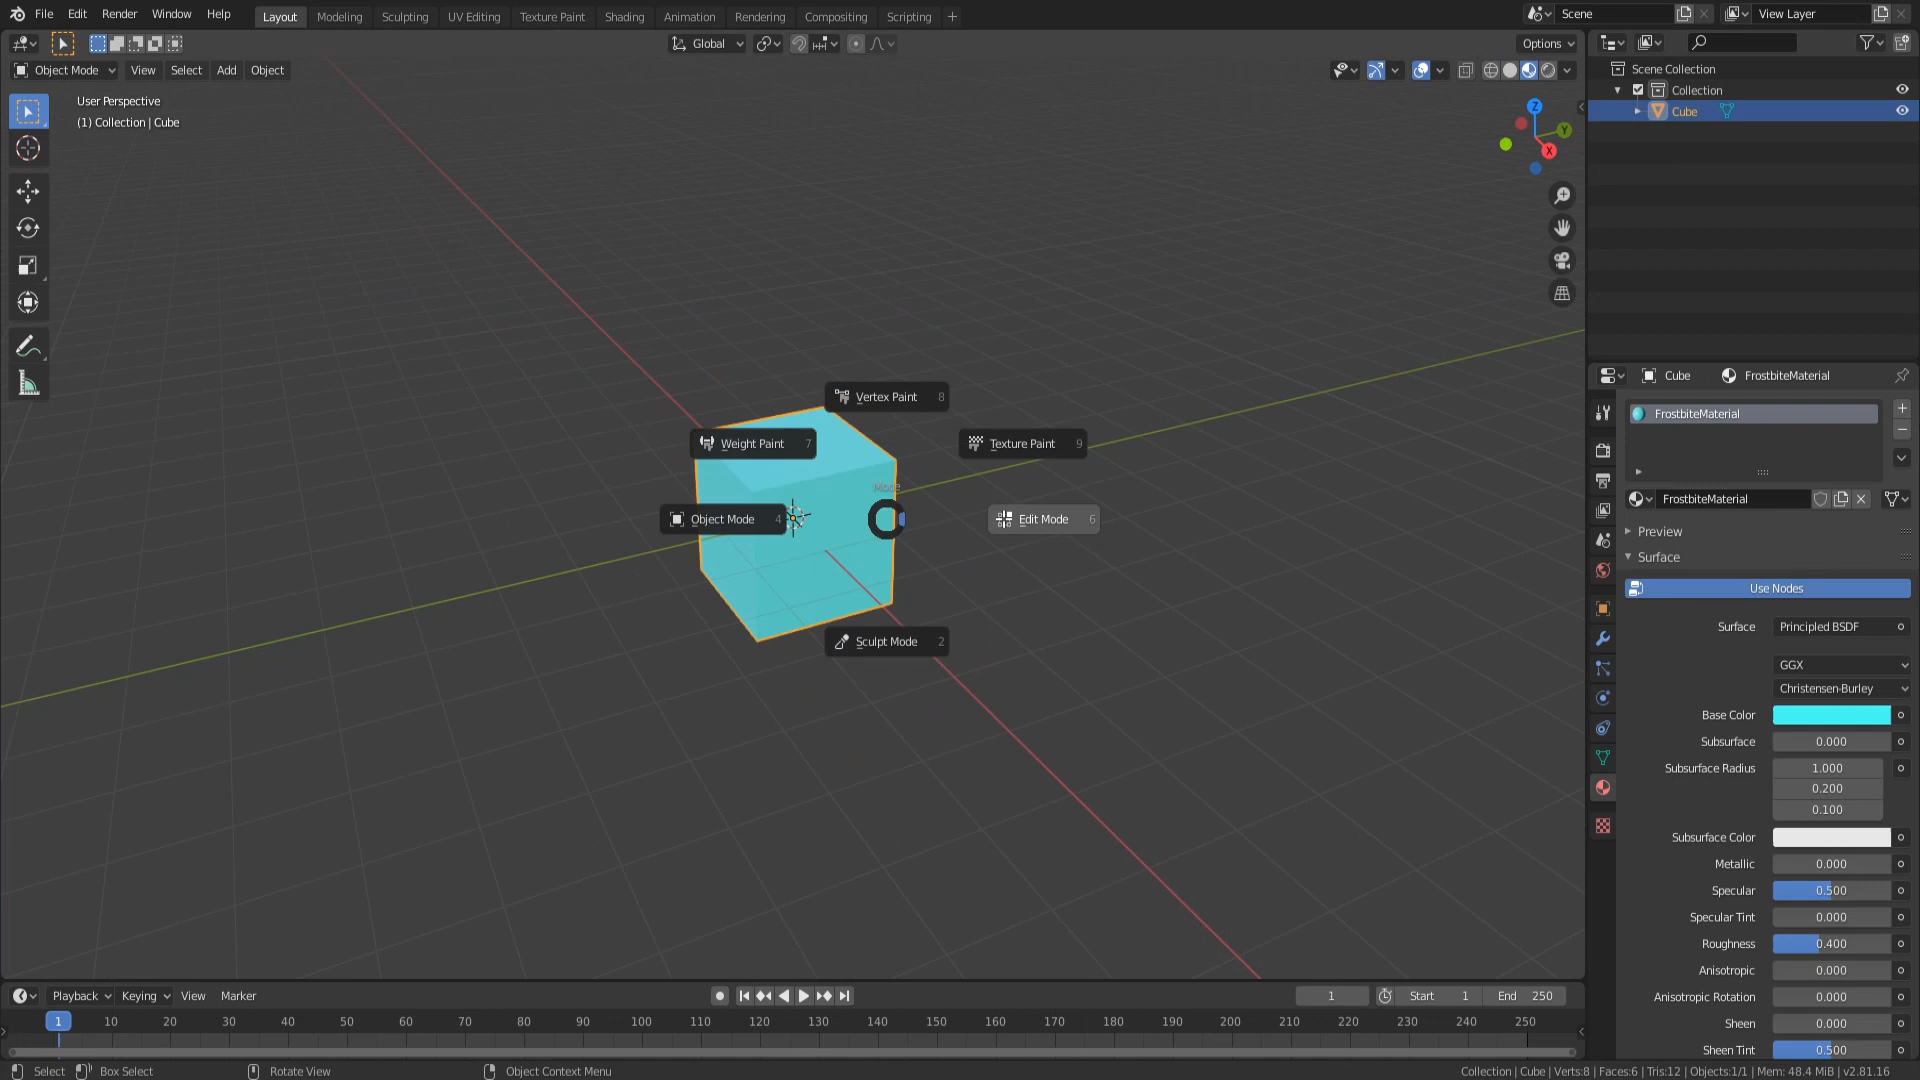 File Edit Render Window Help Layout Modeling Sculpting UV Editing Texture Paint Shading Animation Rendering Compositing Scripting + Scene View Layer
Global Options
Object Mode View Select Add Object
User Perspective
(1) Collection | Cube
Z
Y
X
Scene Collection
Collection
Cube
Vertex Paint 8
Weight Paint 7
Texture Paint 9
Mode
Object Mode 4
Edit Mode 6
Sculpt Mode 2
Cube FrostbiteMaterial
FrostbiteMaterial
FrostbiteMaterial
Preview
Surface
Use Nodes
Surface Principled BSDF
GGX
Christensen-Burley
Base Color
Subsurface 0.000
Subsurface Radius 1.000
0.200
0.100
Subsurface Color
Metallic 0.000
Specular 0.500
Specular Tint 0.000
Roughness 0.400
Anisotropic 0.000
Anisotropic Rotation 0.000
Sheen 0.000
Sheen Tint 0.500
Playback Keying View Marker 1 Start 1 End 250
1 10 20 30 40 50 60 70 80 90 100 110 120 130 140 150 160 170 180 190 200 210 220 230 240 250
Select Box Select Rotate View Object Context Menu Collection | Cube | Verts:8 | Faces:6 | Tris:12 | Objects:1/1 | Mem: 48.4 MiB | v2.81.16